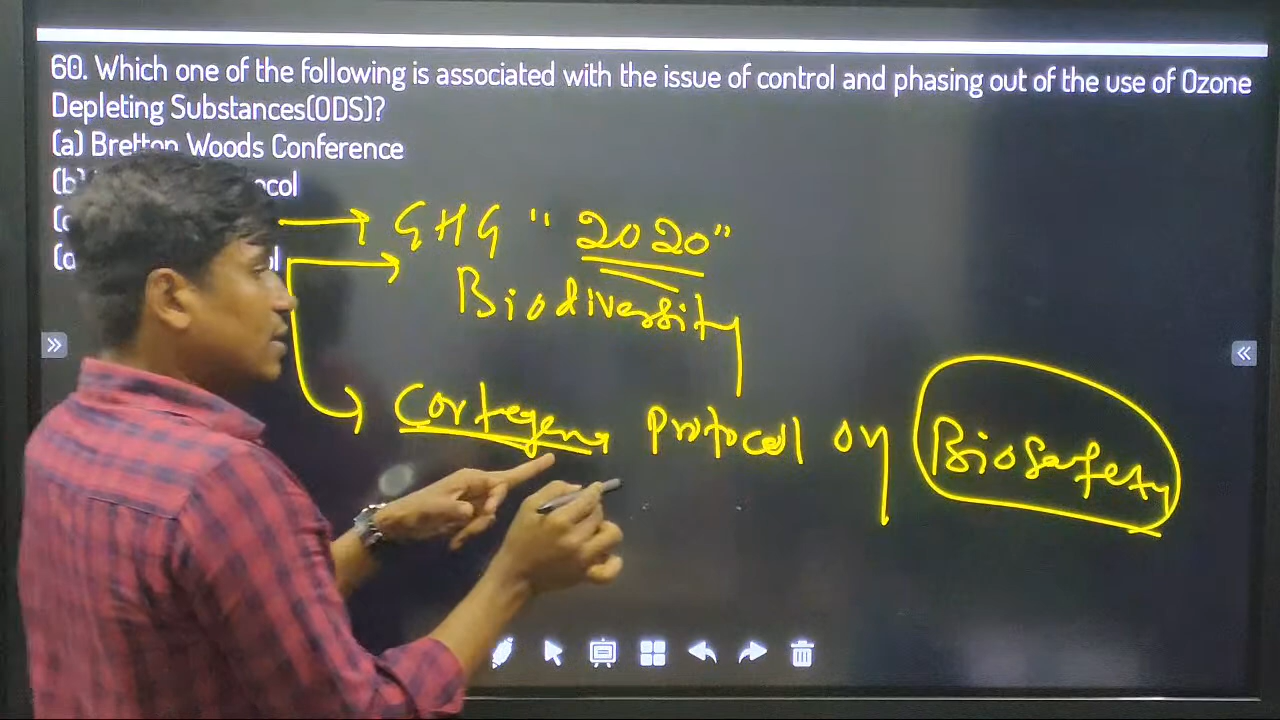 60. Which one of the following is associated with the issue of control and phasing out of the use of Ozone
Depleting Substances(ODS)?
(a) Bretton Woods Conference
(b)
GHG "2020"
Biodiversity
Cortegena Protocol on Biosafety